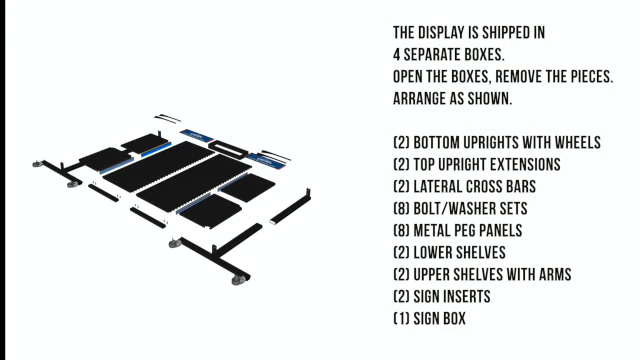 THE DISPLAY IS SHIPPED IN
4 SEPARATE BOXES.
OPEN THE BOXES, REMOVE THE PIECES.
ARRANGE AS SHOWN.
(2) BOTTOM UPRIGHTS WITH WHEELS
(2) TOP UPRIGHT EXTENSIONS
(2) LATERAL CROSS BARS
(8) BOLT/WASHER SETS
(8) METAL PEG PANELS
(2) LOWER SHELVES
(2) UPPER SHELVES WITH ARMS
(2) SIGN INSERTS
(1) SIGN BOX